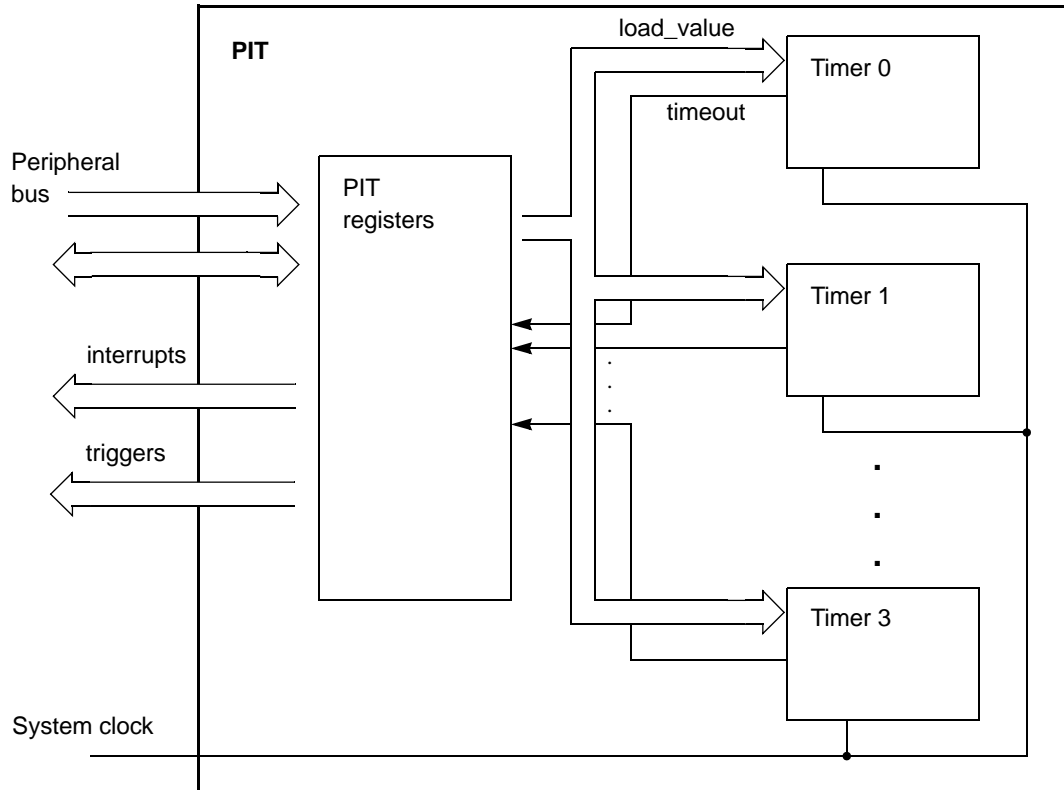 load_value
PIT
Timer 0
timeout
Peripheral
bus
PIT
registers
Timer 1
interrupts
triggers
Timer 3
System clock